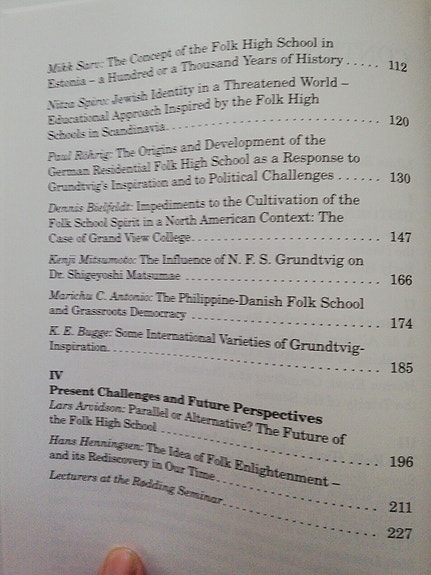 Mikk Sarv: The Concept of the Folk High School in
Estonia – a Hundred or a Thousand Years of History ..... 112
Nitza Spiro: Jewish Identity in a Threatened World –
Educational Approach Inspired by the Folk High
Schools in Scandinavia................................ 120
Paul Röhrig: The Origins and Development of the
German Residential Folk High School as a Response to
Grundtvig's Inspiration and to Political Challenges ...... 130
Dennis Bielfeldt: Impediments to the Cultivation of the
Folk School Spirit in a North American Context: The
Case of Grand View College............................ 147
Kenji Mitsumoto: The Influence of N. F. S. Grundtvig on
Dr. Shigeyoshi Matsumae .............................. 166
Marichu C. Antonio: The Philippine-Danish Folk School
and Grassroots Democracy ............................. 174
K. E. Bugge: Some International Varieties of Grundtvig-
Inspiration........................................... 185
IV
Present Challenges and Future Perspectives
Lars Arvidson: Parallel or Alternative? The Future of
the Folk High School ................................. 196
Hans Henningsen: The Idea of Folk Enlightenment –
and its Rediscovery in Our Time....................... 211
Lecturers at the Rødding Seminar...................... 227